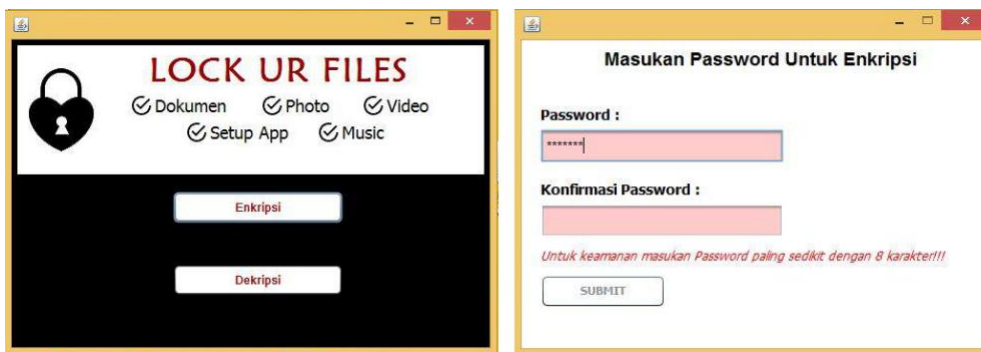 LOCK UR FILES
Dokumen Photo Video
Setup App Music
Enkripsi
Dekripsi
Masukan Password Untuk Enkripsi
Password :
*******
Konfirmasi Password :
Untuk keamanan masukan Password paling sedikit dengan 8 karakter!!!
SUBMIT